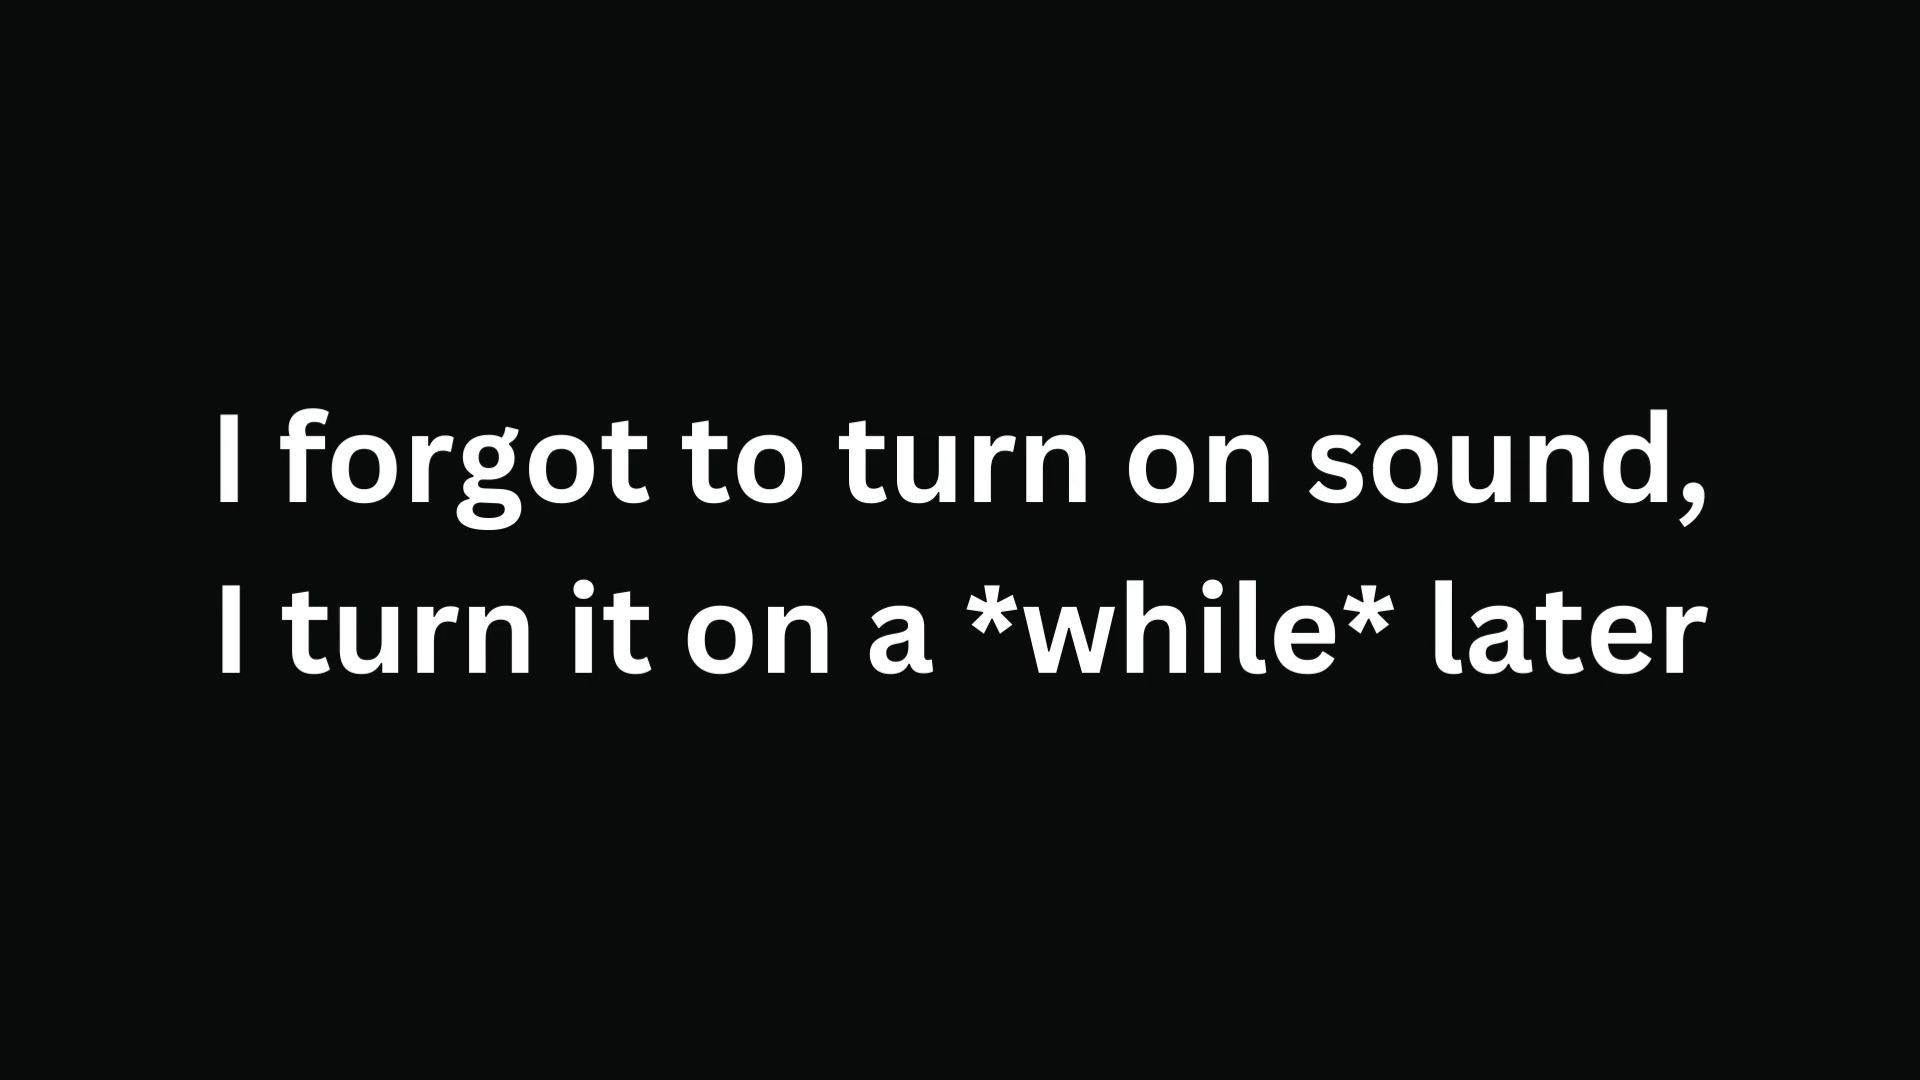 I forgot to turn on sound,
I turn it on a *while* later